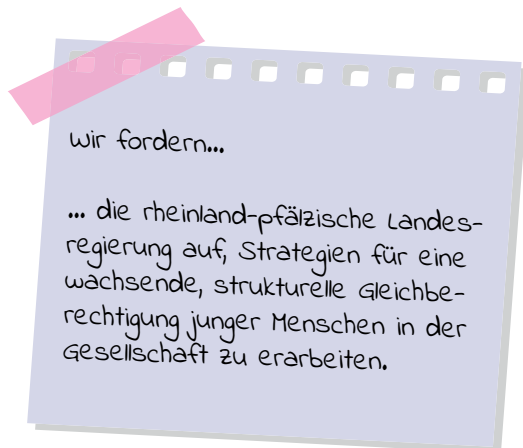 Wir fordern...
... die rheinland-pfälzische Landes-
regierung auf, Strategien für eine
wachsende, strukturelle Gleichbe-
rechtigung junger Menschen in der
Gesellschaft zu erarbeiten.